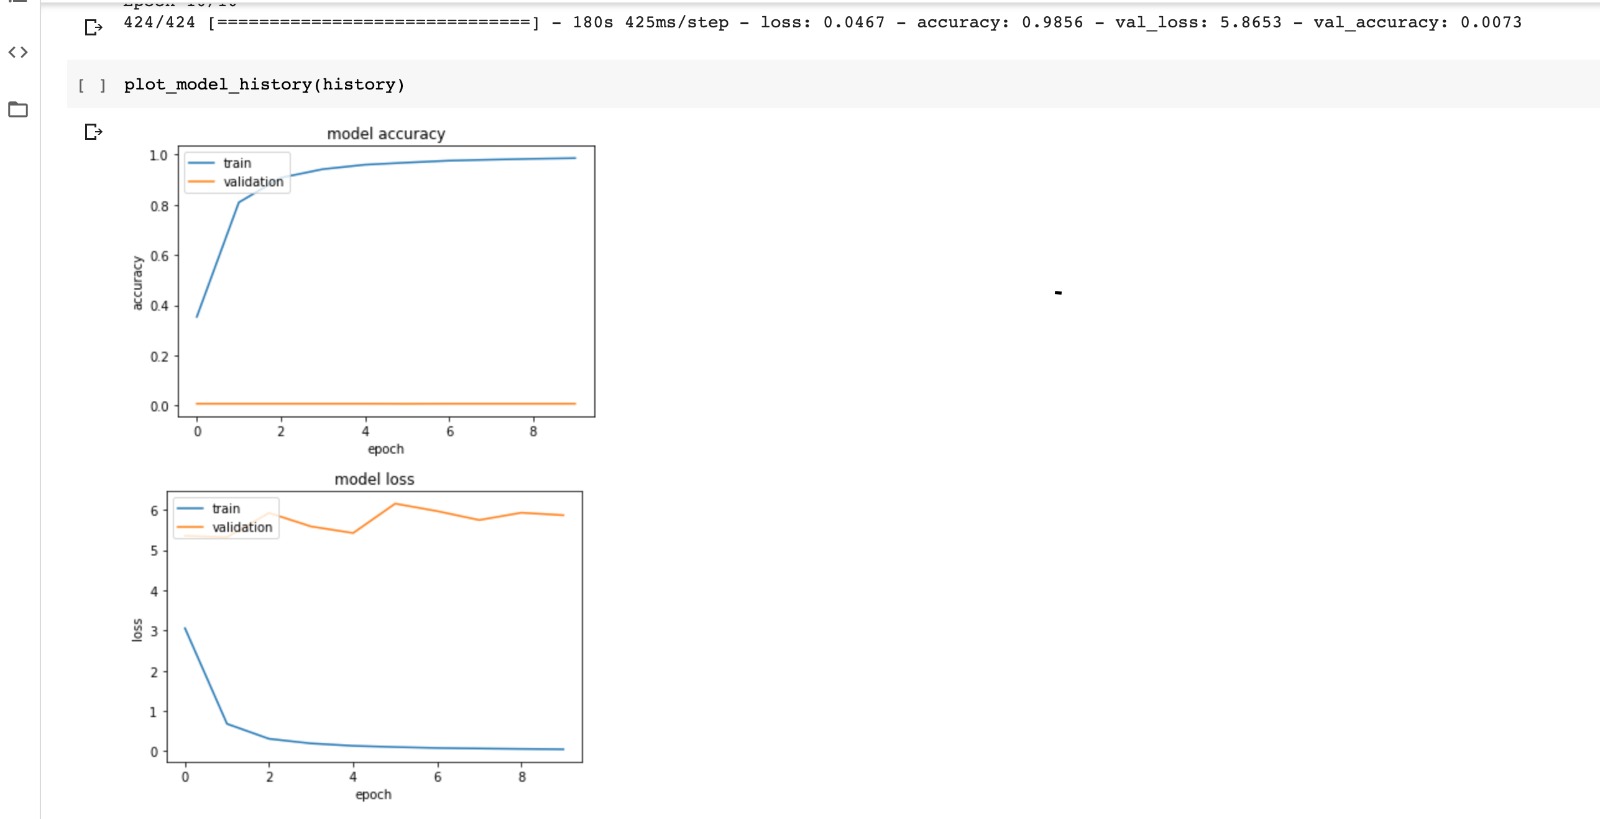 424/424 [==============================] - 180s 425ms/step - loss: 0.0467 - accuracy: 0.9856 - val_loss: 5.8653 - val_accuracy: 0.0073
[ ] plot_model_history(history)
model accuracy
train
validation
1.0
0.8
0.6
0.4
0.2
0.0
accuracy
0 2 4 6 8
epoch
model loss
train
validation
6
5
4
3
2
1
0
loss
0 2 4 6 8
epoch